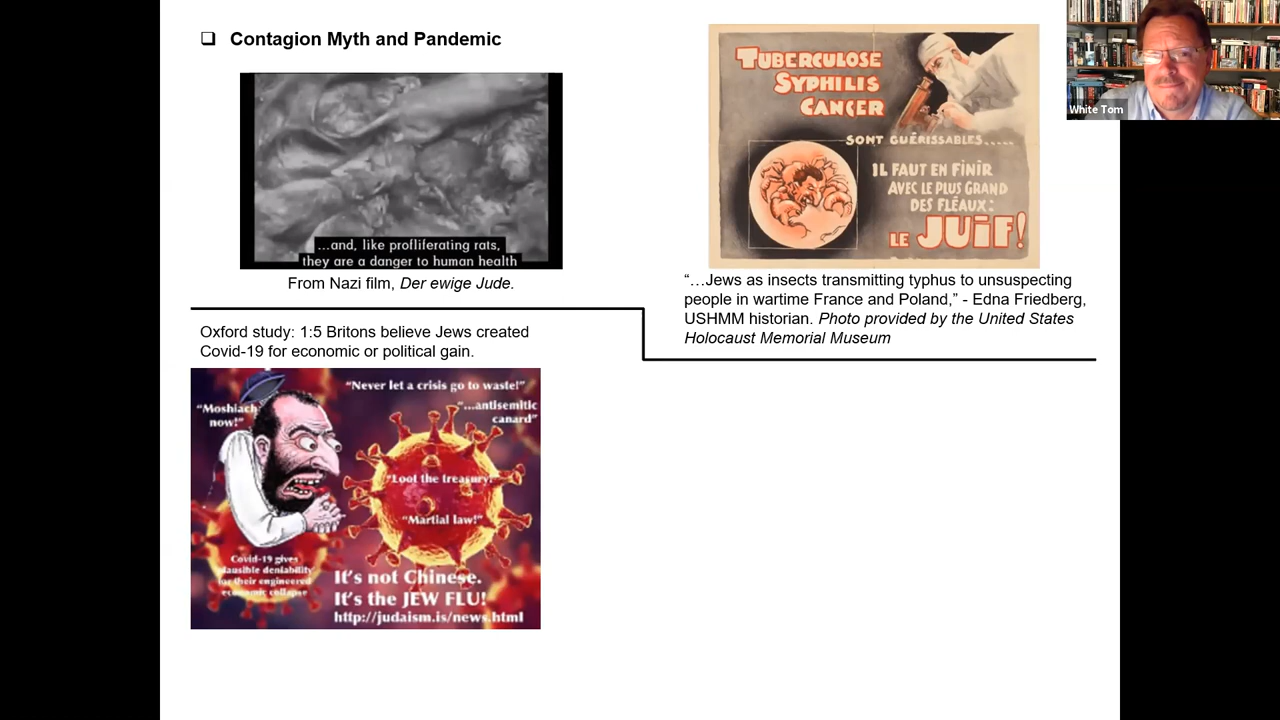 Contagion Myth and Pandemic
...and, like profliferating rats,
they are a danger to human health
From Nazi film, Der ewige Jude.
TUBERCULOSE
SYPHILIS
CANCER
SONT GUÉRISSABLES.....
IL FAUT EN FINIR
AVEC LE PLUS GRAND
DES FLÉAUX:
LE JUIF!
“…Jews as insects transmitting typhus to unsuspecting
people in wartime France and Poland,” - Edna Friedberg,
USHMM historian. Photo provided by the United States
Holocaust Memorial Museum
Oxford study: 1:5 Britons believe Jews created
Covid-19 for economic or political gain.
“Never let a crisis go to waste!”
“Moshiach
now!”
“...antisemitic
canard”
“Loot the treasury!”
“Martial law!”
Covid-19 gives
plausible deniability
for their engineered
economic collapse
It’s not Chinese.
It’s the JEW FLU!
http://judaism.is/news.html
White Tom